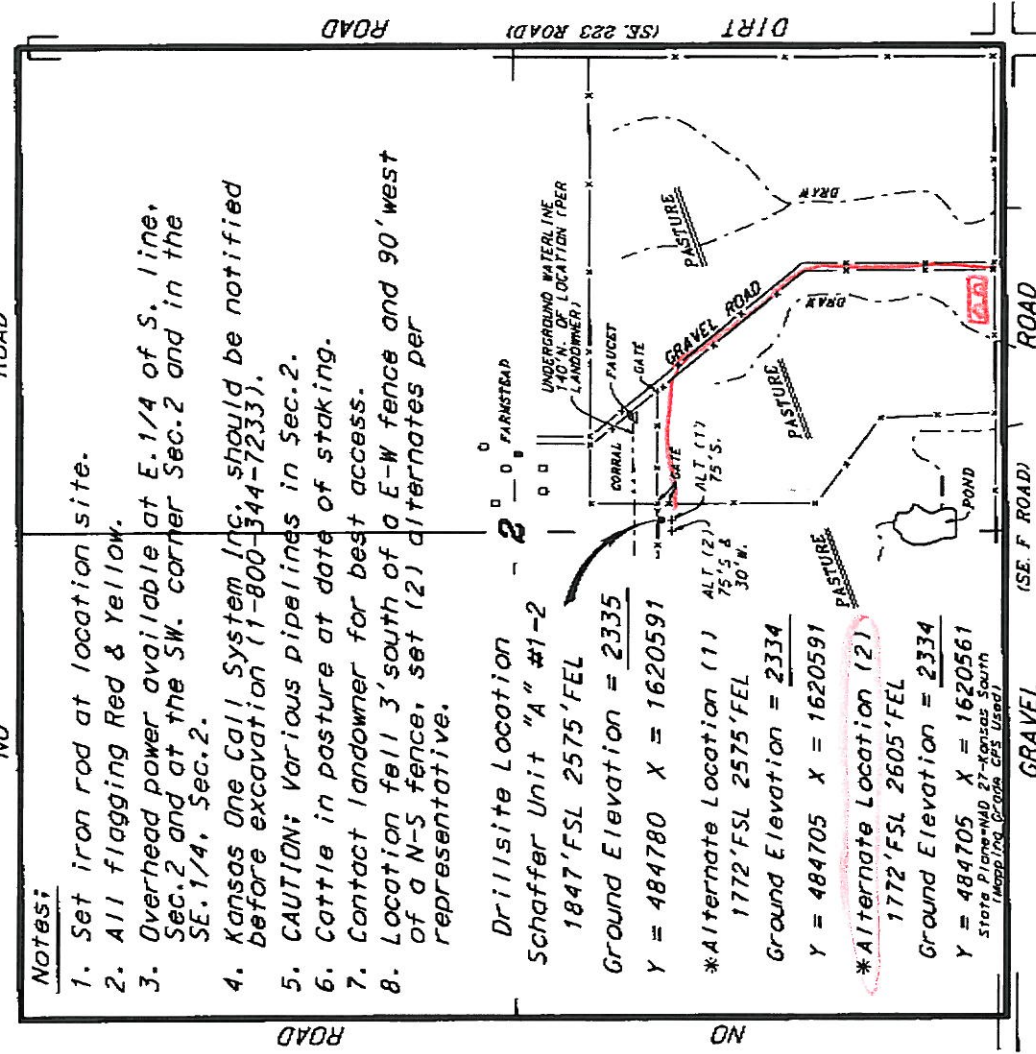 NO
ROAD
Notes:
1. Set iron rod at location site.
2. All flagging Red & Yellow.
3. Overhead power available at E.1/4 of S. line,
Sec.2 and at the SW. corner Sec.2 and in the
SE.1/4. Sec.2.
4. Kansas One Call System Inc. should be notified
before excavation (1-800-344-7233).
5. CAUTION: Various pipelines in Sec.2.
6. Cattle in pasture at date of staking.
7. Contact landowner for best access.
8. Location fell 3'south of a E-W fence and 90'west
of a N-S fence, set (2) alternates per
representative.
Drillsite Location
Schaffer Unit "A" #1-2
1847'FSL 2575'FEL
Ground Elevation = 2335
Y = 484780 X = 1620591
*Alternate Location (1)
1772'FSL 2575'FEL
Ground Elevation = 2334
Y = 484705 X = 1620591
*Alternate Location (2)
1772'FSL 2605'FEL
Ground Elevation = 2334
Y = 484705 X = 1620561
State Plane-NAD 27-Kansas South
(Mapping Grade GPS Used)
2
FARMSTEAD
UNDERGROUND WATERLINE
(40'N. OF LOCATION (PER
LANDOWNER)
FAUCET
GATE
CORRAL
GATE
ALT (1)
75'S.
ALT (2)
75'S &
30'W.
GRAVEL ROAD
PASTURE
DRAW
DRAW
PASTURE
PASTURE
POND
ROAD
NO
ROAD
(SE. 223 ROAD)
DIRT
GRAVEL
(SE. F ROAD)
ROAD